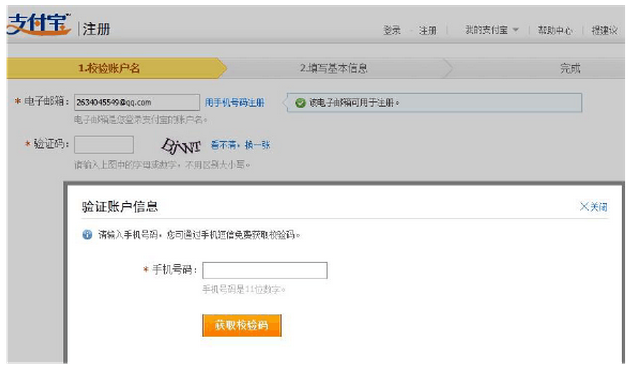 支付宝 | 注册
登录 - 注册 | 我的支付宝 | 帮助中心 | 提建议
1.校验账户名 2.填写基本信息 完成
* 电子邮箱: 2634045549@qq.com 用手机号码注册 该电子邮箱可用于注册。
电子邮箱是您登录支付宝的账户名。
* 验证码: 看不清,换一张
请输入上图中的字母或数字,不用区别大小写。
验证账户信息 ×关闭
请输入手机号码,您可通过手机短信免费获取校验码。
* 手机号码:
手机号码是11位数字。
获取校验码